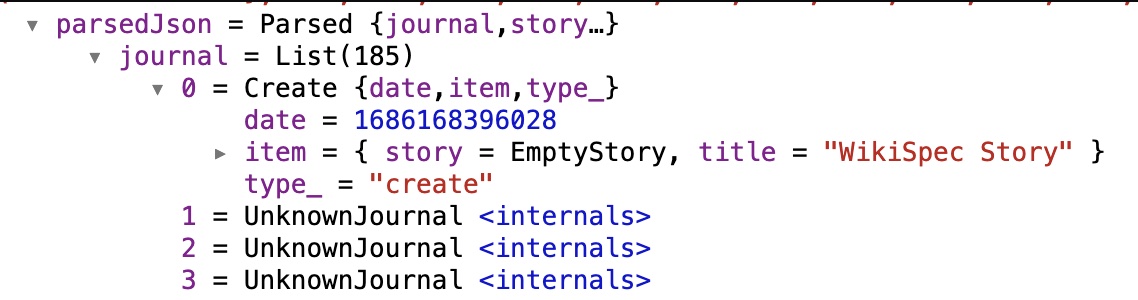 ▼ parsedJson = Parsed {journal,story…}
▼ journal = List(185)
▼ 0 = Create {date,item,type_}
date = 1686168396028
▶ item = { story = EmptyStory, title = "WikiSpec Story" }
type_ = "create"
1 = UnknownJournal <internals>
2 = UnknownJournal <internals>
3 = UnknownJournal <internals>